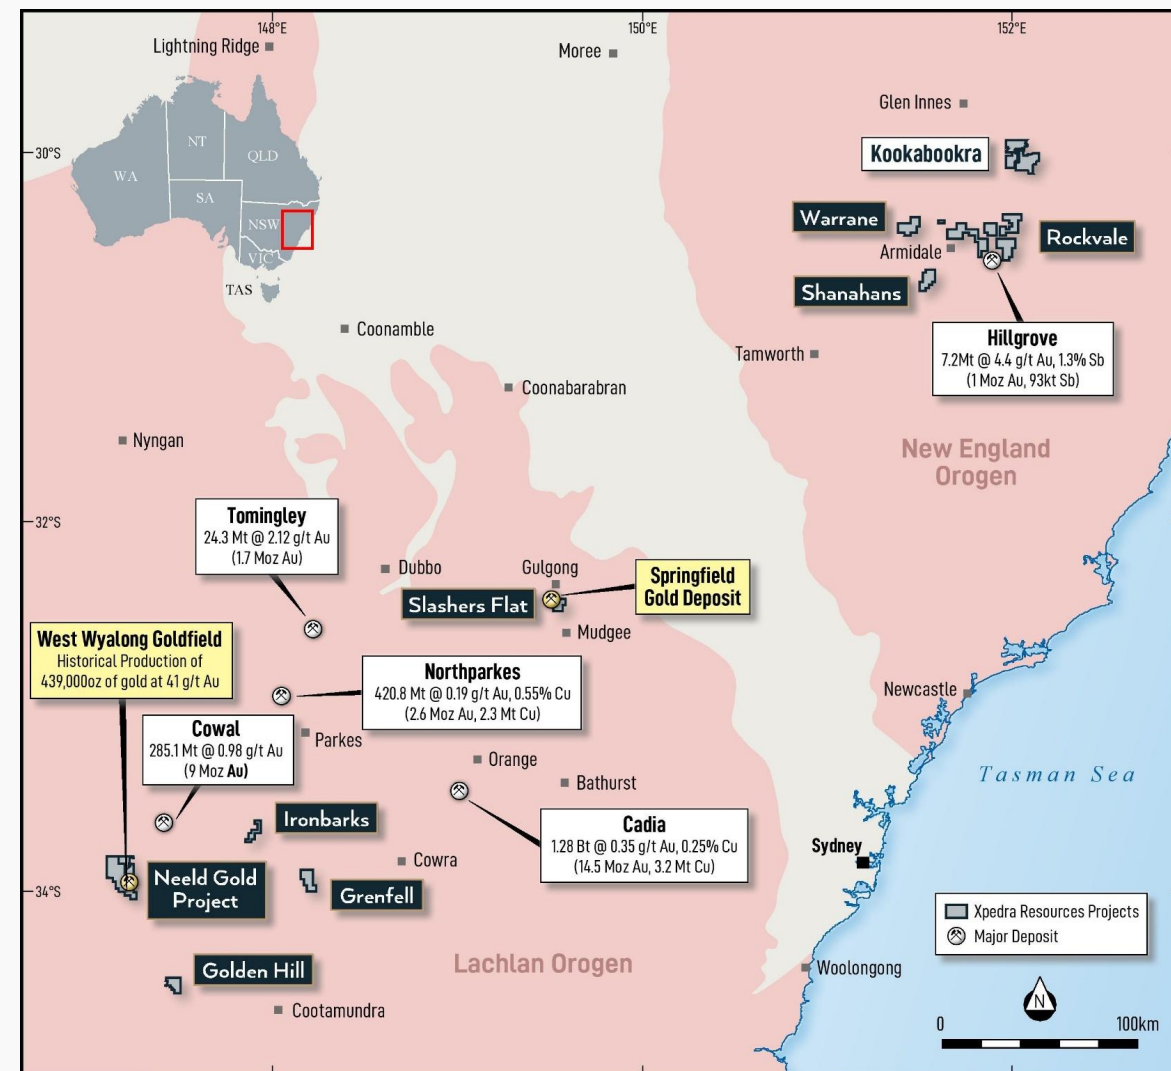 148°E
150°E
152°E
Lightning Ridge
Moree
Glen Innes
30°S
Kookabookra
NT
QLD
WA
SA
NSW
VIC
TAS
Warrane
Rockvale
Armidale
Shanahans
Coonamble
Hillgrove
7.2Mt @ 4.4 g/t Au, 1.3% Sb
(1 Moz Au, 93kt Sb)
Tamworth
Coonabarabran
Nyngan
New England
Orogen
Tomingley
24.3 Mt @ 2.12 g/t Au
(1.7 Moz Au)
32°S
Dubbo
Gulgong
Springfield
Gold Deposit
Slashers Flat
Mudgee
West Wyalong Goldfield
Historical Production of
439,000oz of gold at 41 g/t Au
Northparkes
420.8 Mt @ 0.19 g/t Au, 0.55% Cu
(2.6 Moz Au, 2.3 Mt Cu)
Newcastle
Cowal
285.1 Mt @ 0.98 g/t Au
(9 Moz Au)
Parkes
Orange
Bathurst
Tasman Sea
Ironbarks
Cadia
1.28 Bt @ 0.35 g/t Au, 0.25% Cu
(14.5 Moz Au, 3.2 Mt Cu)
Sydney
Cowra
34°S
Neeld Gold
Project
Grenfell
Xpedra Resources Projects
Major Deposit
Lachlan Orogen
Golden Hill
Woolongong
Cootamundra
N
0
100km